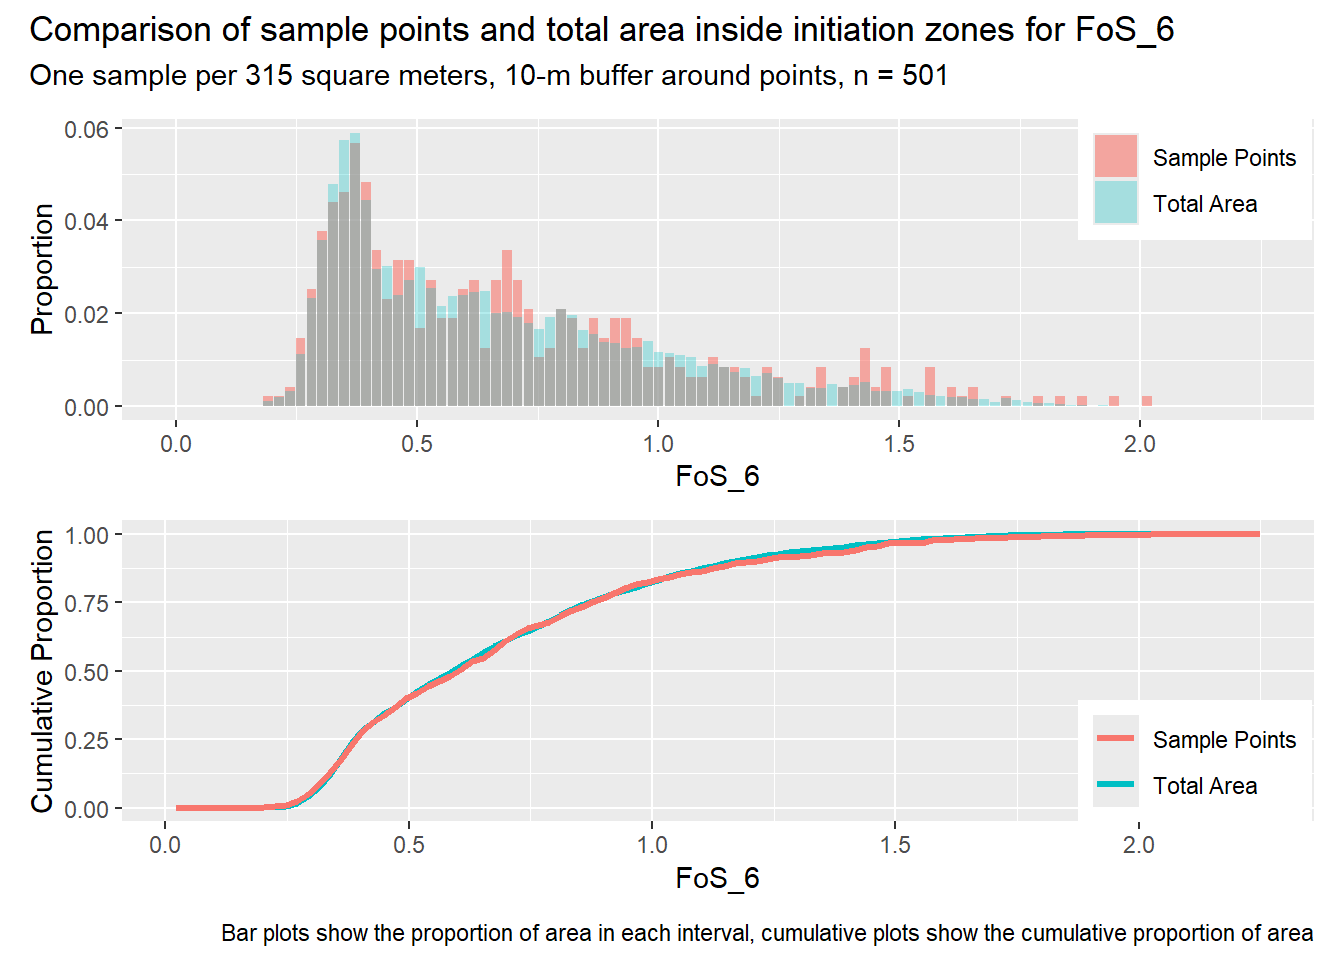 Comparison of sample points and total area inside initiation zones for FoS_6
One sample per 315 square meters, 10-m buffer around points, n = 501
Proportion
0.06
0.04
0.02
0.00
Sample Points
Total Area
0.0 0.5 1.0 1.5 2.0
FoS_6
Cumulative Proportion
1.00
0.75
0.50
0.25
0.00
Sample Points
Total Area
0.0 0.5 1.0 1.5 2.0
FoS_6
Bar plots show the proportion of area in each interval, cumulative plots show the cumulative proportion of area